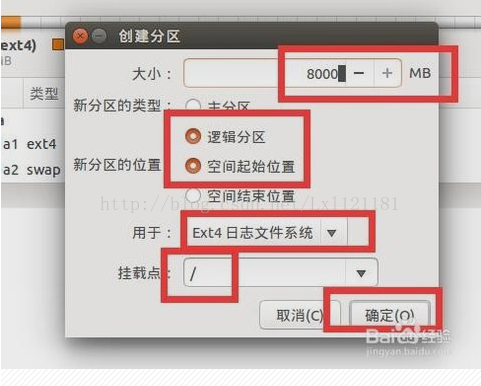 创建分区
ext4)
iB
大小：
8000
MB
类型
新分区的类型：
主分区
逻辑分区
a1 ext4
新分区的位置
空间起始位置
a2 swap
空间结束位置
http://blog.csdn.net/Lx1121181
用于：
Ext4 日志文件系统
挂载点：
/
取消(C)
确定(O)
Bai 经验
jingyan.baidu.com